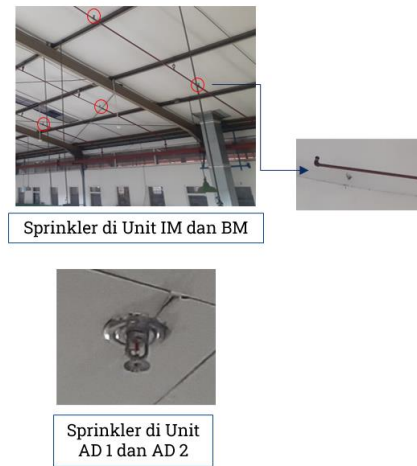 Sprinkler di Unit IM dan BM
Sprinkler di Unit
AD 1 dan AD 2